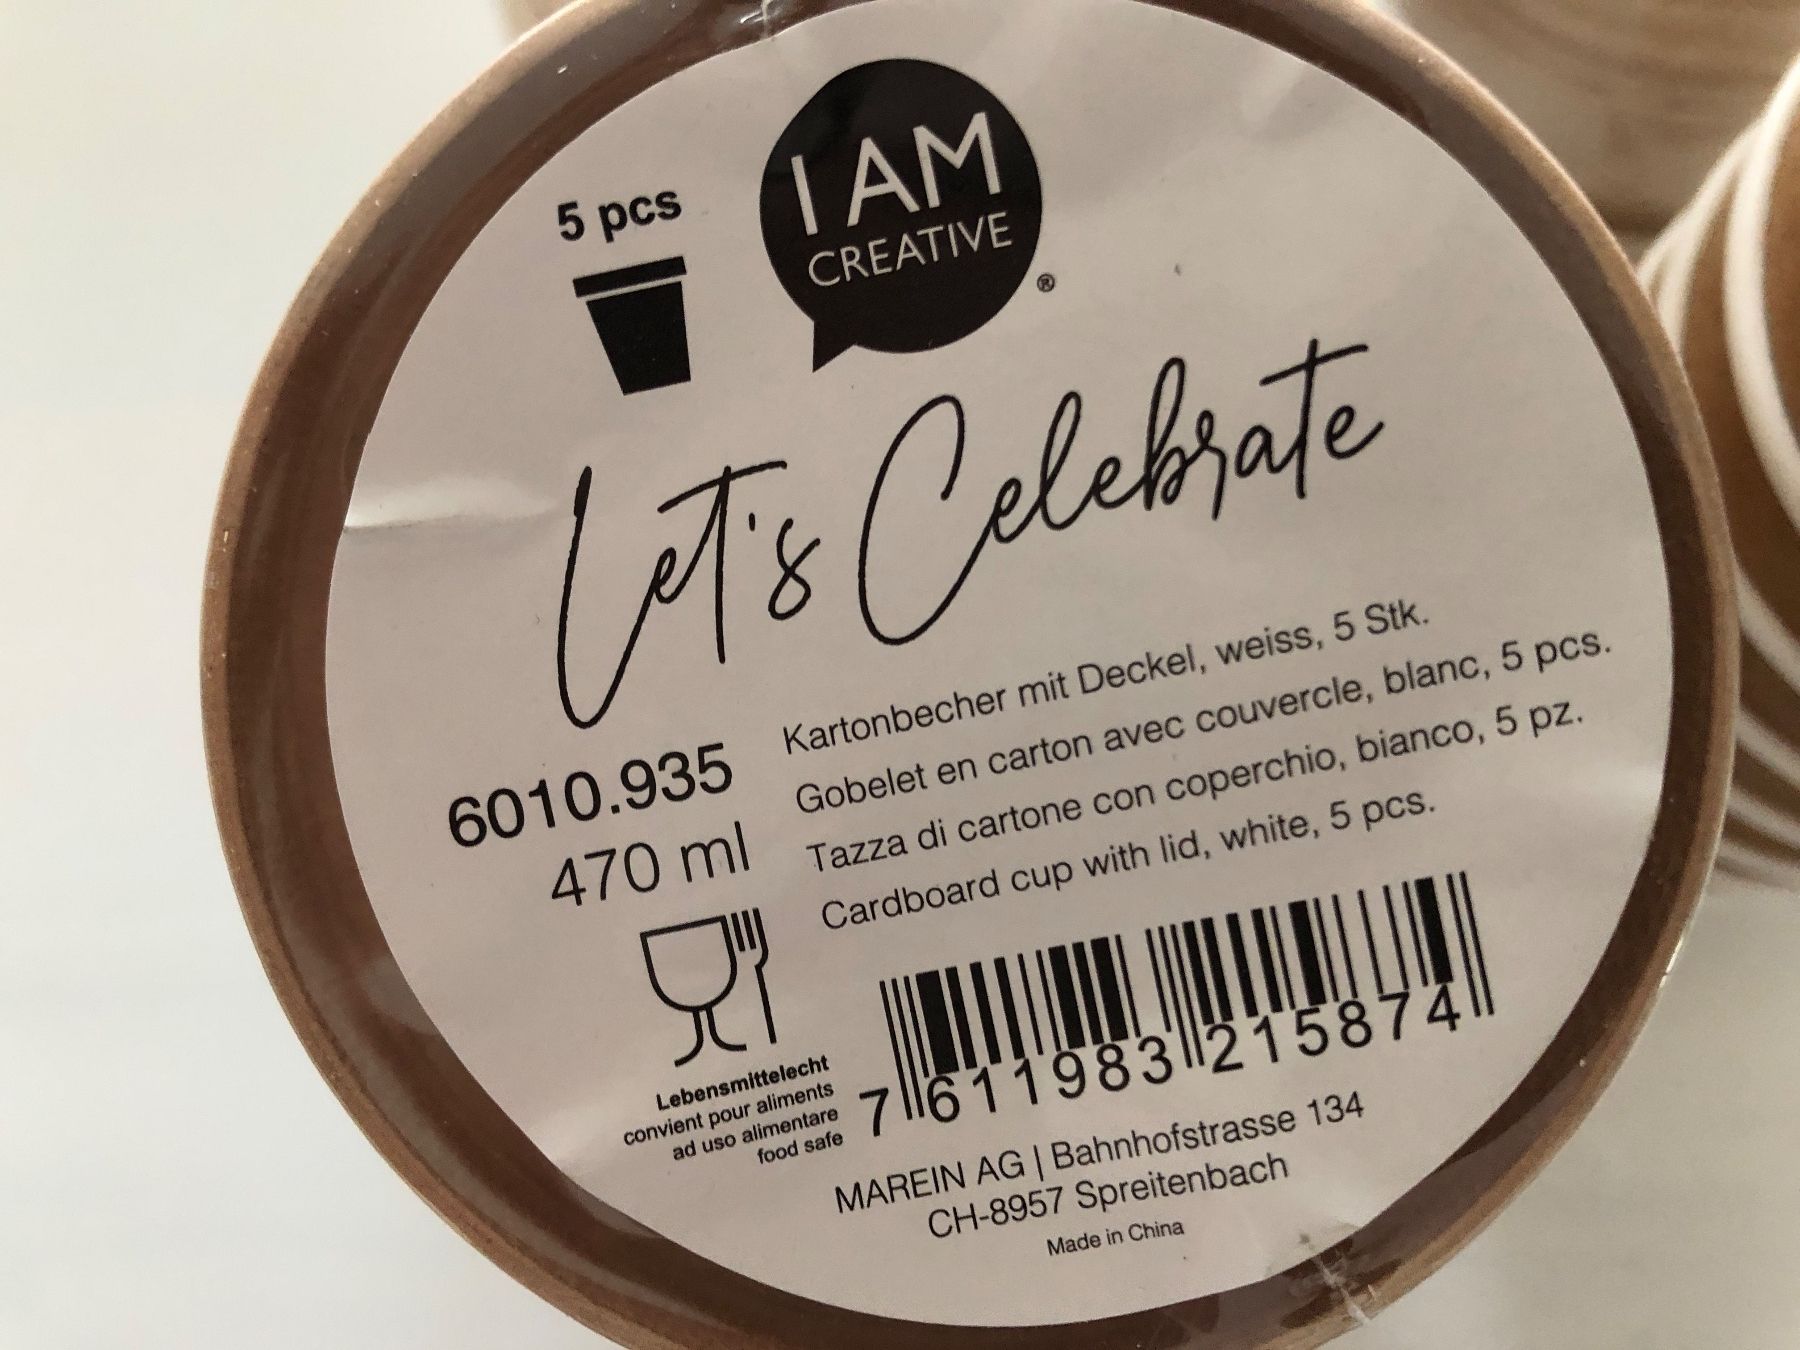 5 pcs
I AM
CREATIVE
®
Let's Celebrate
6010.935
470 ml
Kartonbecher mit Deckel, weiss, 5 Stk.
Gobelet en carton avec couvercle, blanc, 5 pcs.
Tazza di cartone con coperchio, bianco, 5 pz.
Cardboard cup with lid, white, 5 pcs.
Lebensmittelecht
convient pour aliments
ad uso alimentare
food safe
7 611983 215874
MAREIN AG | Bahnhofstrasse 134
CH-8957 Spreitenbach
Made in China